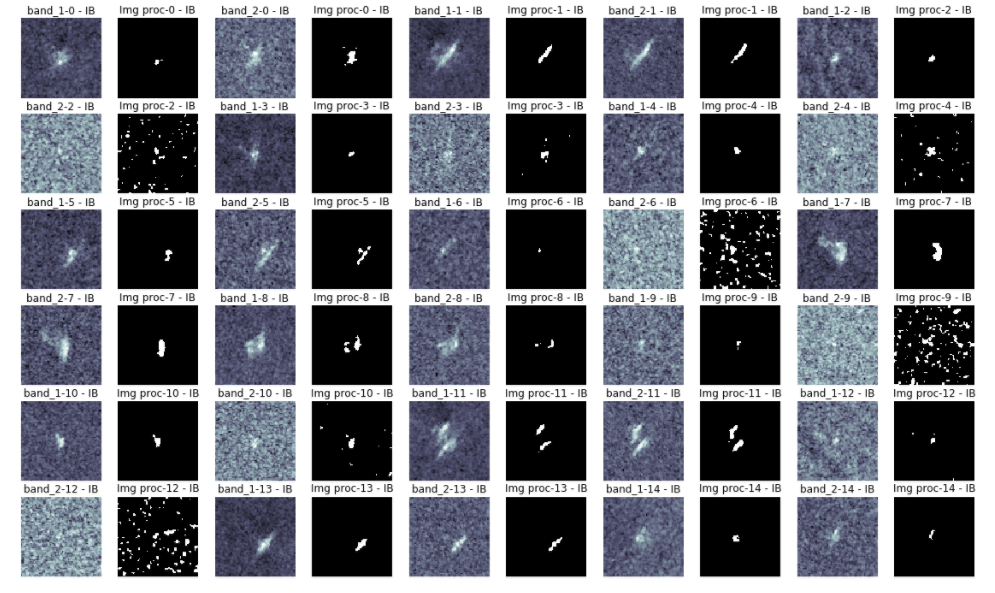 band_1-0 - IB Img proc-0 - IB band_2-0 - IB Img proc-0 - IB band_1-1 - IB Img proc-1 - IB band_2-1 - IB Img proc-1 - IB band_1-2 - IB Img proc-2 - IB
band_2-2 - IB Img proc-2 - IB band_1-3 - IB Img proc-3 - IB band_2-3 - IB Img proc-3 - IB band_1-4 - IB Img proc-4 - IB band_2-4 - IB Img proc-4 - IB
band_1-5 - IB Img proc-5 - IB band_2-5 - IB Img proc-5 - IB band_1-6 - IB Img proc-6 - IB band_2-6 - IB Img proc-6 - IB band_1-7 - IB Img proc-7 - IB
band_2-7 - IB Img proc-7 - IB band_1-8 - IB Img proc-8 - IB band_2-8 - IB Img proc-8 - IB band_1-9 - IB Img proc-9 - IB band_2-9 - IB Img proc-9 - IB
band_1-10 - IB Img proc-10 - IB band_2-10 - IB Img proc-10 - IB band_1-11 - IB Img proc-11 - IB band_2-11 - IB Img proc-11 - IB band_1-12 - IB Img proc-12 - IB
band_2-12 - IB Img proc-12 - IB band_1-13 - IB Img proc-13 - IB band_2-13 - IB Img proc-13 - IB band_1-14 - IB Img proc-14 - IB band_2-14 - IB Img proc-14 - IB